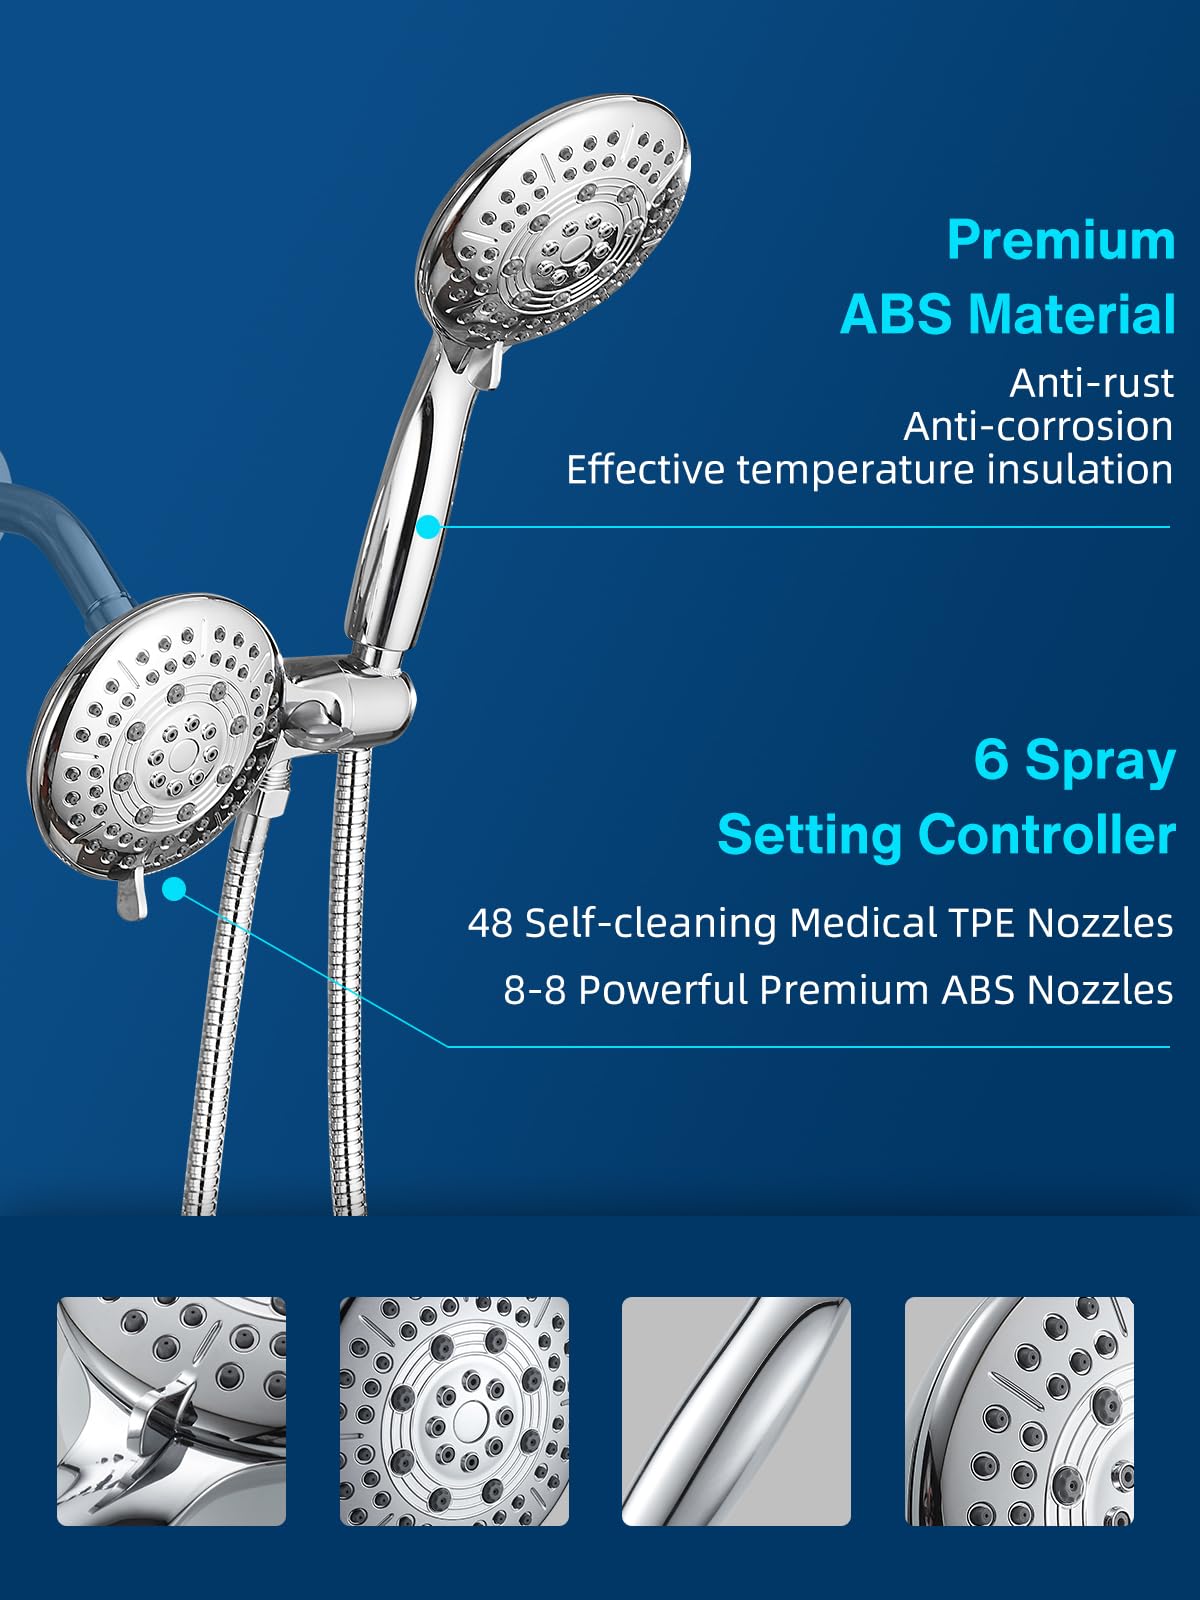 Premium
ABS Material
Anti-rust
Anti-corrosion
Effective temperature insulation
6 Spray
Setting Controller
48 Self-cleaning Medical TPE Nozzles
8-8 Powerful Premium ABS Nozzles